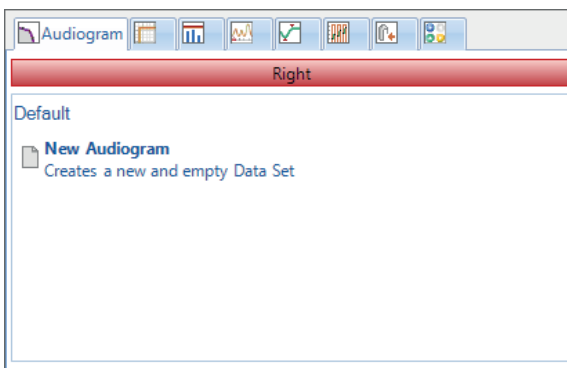 Audiogram
Right
Default
New Audiogram
Creates a new and empty Data Set